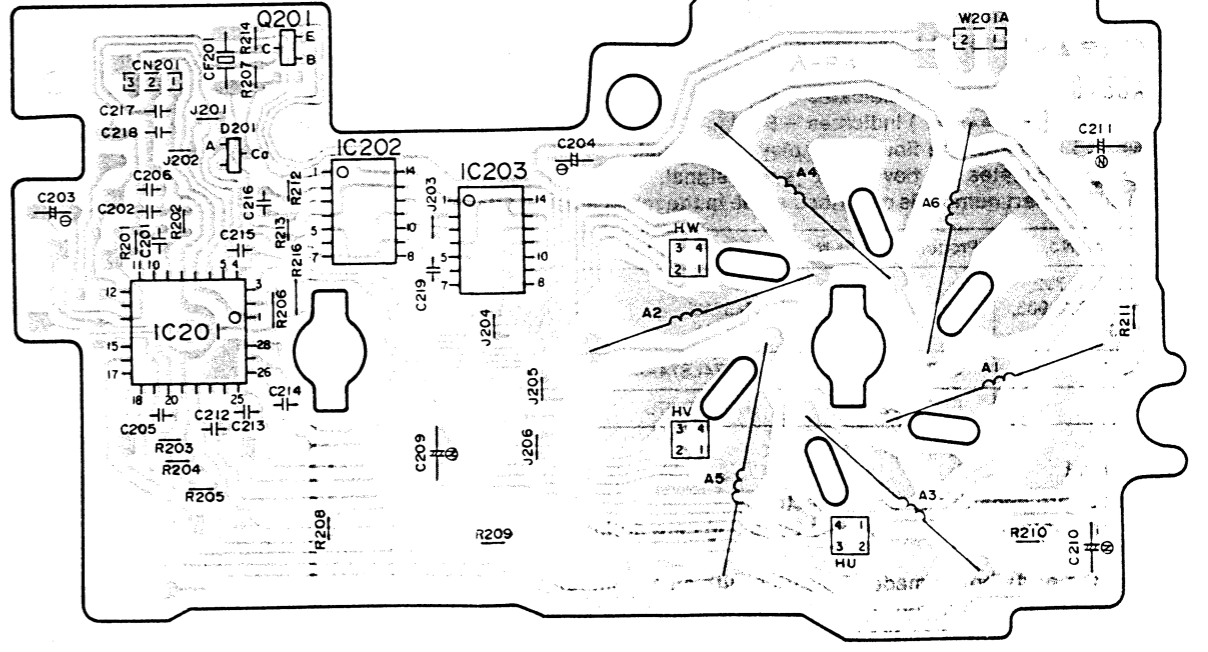 Q201
E
C
B
R214
CF201
R207
W201A
2 1
CN201
3 2 1
C217
C218
J201
D201
A
Ca
J202
C206
C202
C203
R201
C201
R202
C216
C215
R212
R213
R216
R206
IC202
1
14
5
10
7
8
J203
C219
IC203
1
14
5
10
7
8
C204
C211
A4
A6
HW
3 4
2 1
A2
11 10
5 4
12
3
1
IC201
15
28
17
26
18
20
25
J204
R211
A1
C214
C205
C212
C213
R203
R204
R205
J205
J206
C209
HV
3 4
2 1
A5
A3
R208
R209
4 1
3 2
HU
R210
C210